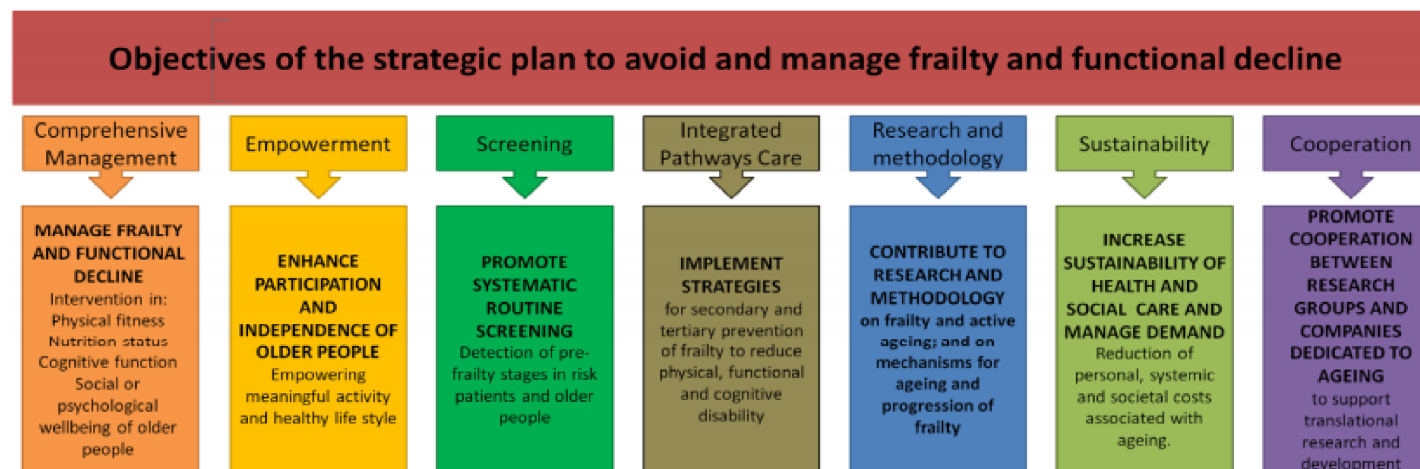 Objectives of the strategic plan to avoid and manage frailty and functional decline
Comprehensive
Management
MANAGE FRAILTY
AND FUNCTIONAL
DECLINE
Intervention in:
Physical fitness
Nutrition status
Cognitive function
Social or
psychological
wellbeing of older
people
Empowerment
ENHANCE
PARTICIPATION
AND
INDEPENDENCE OF
OLDER PEOPLE
Empowering
meaningful activity
and healthy life style
Screening
PROMOTE
SYSTEMATIC
ROUTINE
SCREENING
Detection of pre-
frailty stages in risk
patients and older
people
Integrated
Pathways Care
IMPLEMENT
STRATEGIES
for secondary and
tertiary prevention
of frailty to reduce
physical, functional
and cognitive
disability
Research and
methodology
CONTRIBUTE TO
RESEARCH AND
METHODOLOGY
on frailty and active
ageing; and on
mechanisms for
ageing and
progression of
frailty
Sustainability
INCREASE
SUSTAINABILITY OF
HEALTH AND
SOCIAL CARE AND
MANAGE DEMAND
Reduction of
personal, systemic
and societal costs
associated with
ageing.
Cooperation
PROMOTE
COOPERATION
BETWEEN
RESEARCH
GROUPS AND
COMPANIES
DEDICATED TO
AGEING
to support
translational
research and
development